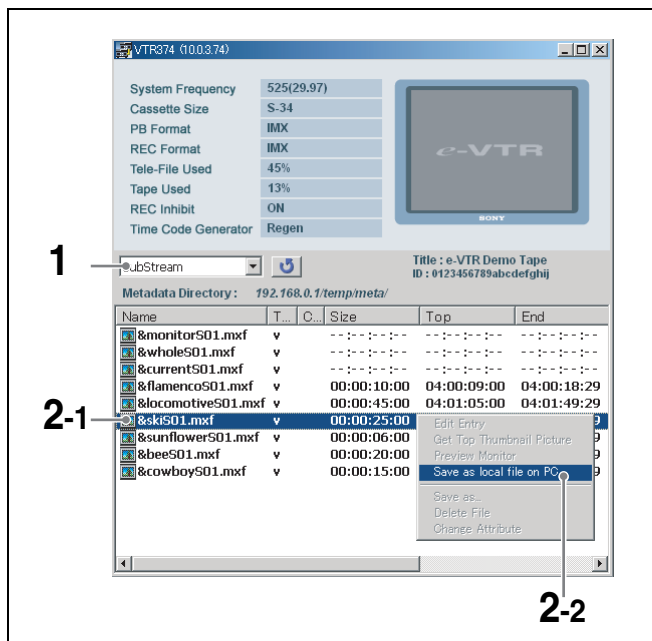 VTR374 (10.0.3.74)
System Frequency 525(29.97)
Cassette Size S-34
PB Format IMX
REC Format IMX
Tele-File Used 45%
Tape Used 13%
REC Inhibit ON
Time Code Generator Regen
e-VTR
SONY
1
ubStream
Title : e-VTR Demo Tape
ID : 0123456789abcdefghij
Metadata Directory : 192.168.0.1/temp/meta/
Name T... C... Size Top End
&monitorS01.mxf v --:--:--:-- --:--:--:-- --:--:--:--
&wholeS01.mxf v --:--:--:-- --:--:--:-- --:--:--:--
&currentS01.mxf v --:--:--:-- --:--:--:-- --:--:--:--
&flamencoS01.mxf v 00:00:10:00 04:00:09:00 04:00:18:29
&locomotiveS01.mxf v 00:00:45:00 04:01:05:00 04:01:49:29
2-1
&skiS01.mxf v 00:00:25:00 9
&sunflowerS01.mxf v 00:00:06:00 9
&beeS01.mxf v 00:00:20:00 9
&cowboyS01.mxf v 00:00:15:00 9
Edit Entry
Get Top Thumbnail Picture
Preview Monitor
Save as local file on PC
Save as...
Delete File
Change Attribute
2-2